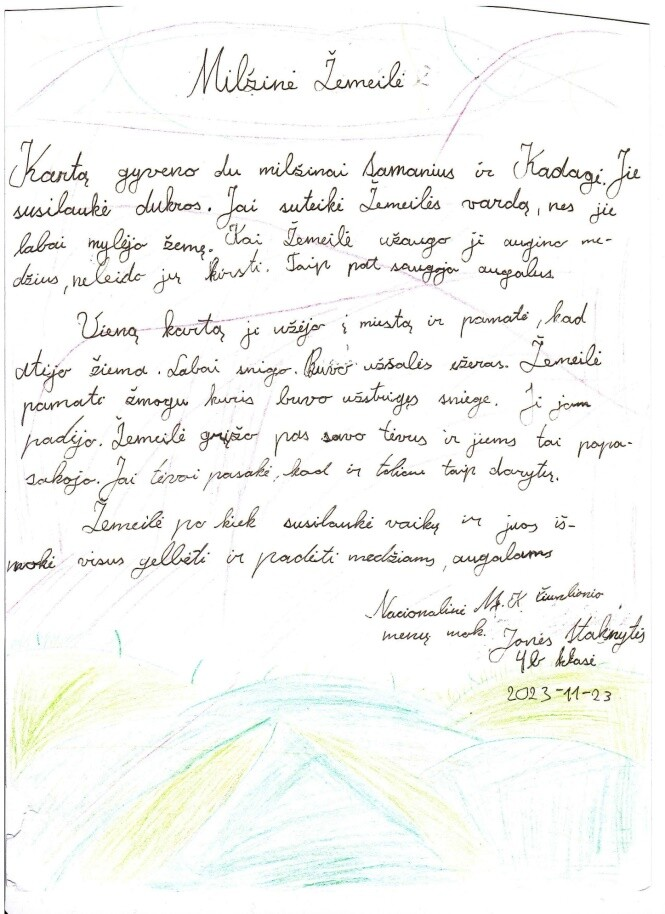 Milžinė Žemeilė 2
Kartą gyveno du milžinai Samanius ir Kadagi. Jie
susilaukė dukros. Jai suteikė Žemeilės vardą, nes jie
labai mylėjo žemę. Kai Žemeilė užaugo ji augino me-
džius, neleido jų kirsti. Taip pat saugojo augalus
Vieną kartą ji užėjo į miestą ir pamatė, kad
atėjo žiema. Labai snigo. Buvo užšalęs ežeras. Žemeilė
pamatė žmogų kuris buvo užstrigęs sniege. Ji jam
padėjo. Žemeilė grįžo pas savo tėvus ir jiems tai papa-
sakojo. Jai tėvai pasakė, kad ir toliau taip darytų.
Žemeilė po kiek susilaukė vaikų ir juos iš-
mokė visus gelbėti ir padėti medžiams, augalams
Nacionalinė M. K Čiurlionio
menų mok. Jonės Staknytės
4b klasė
2023-11-23